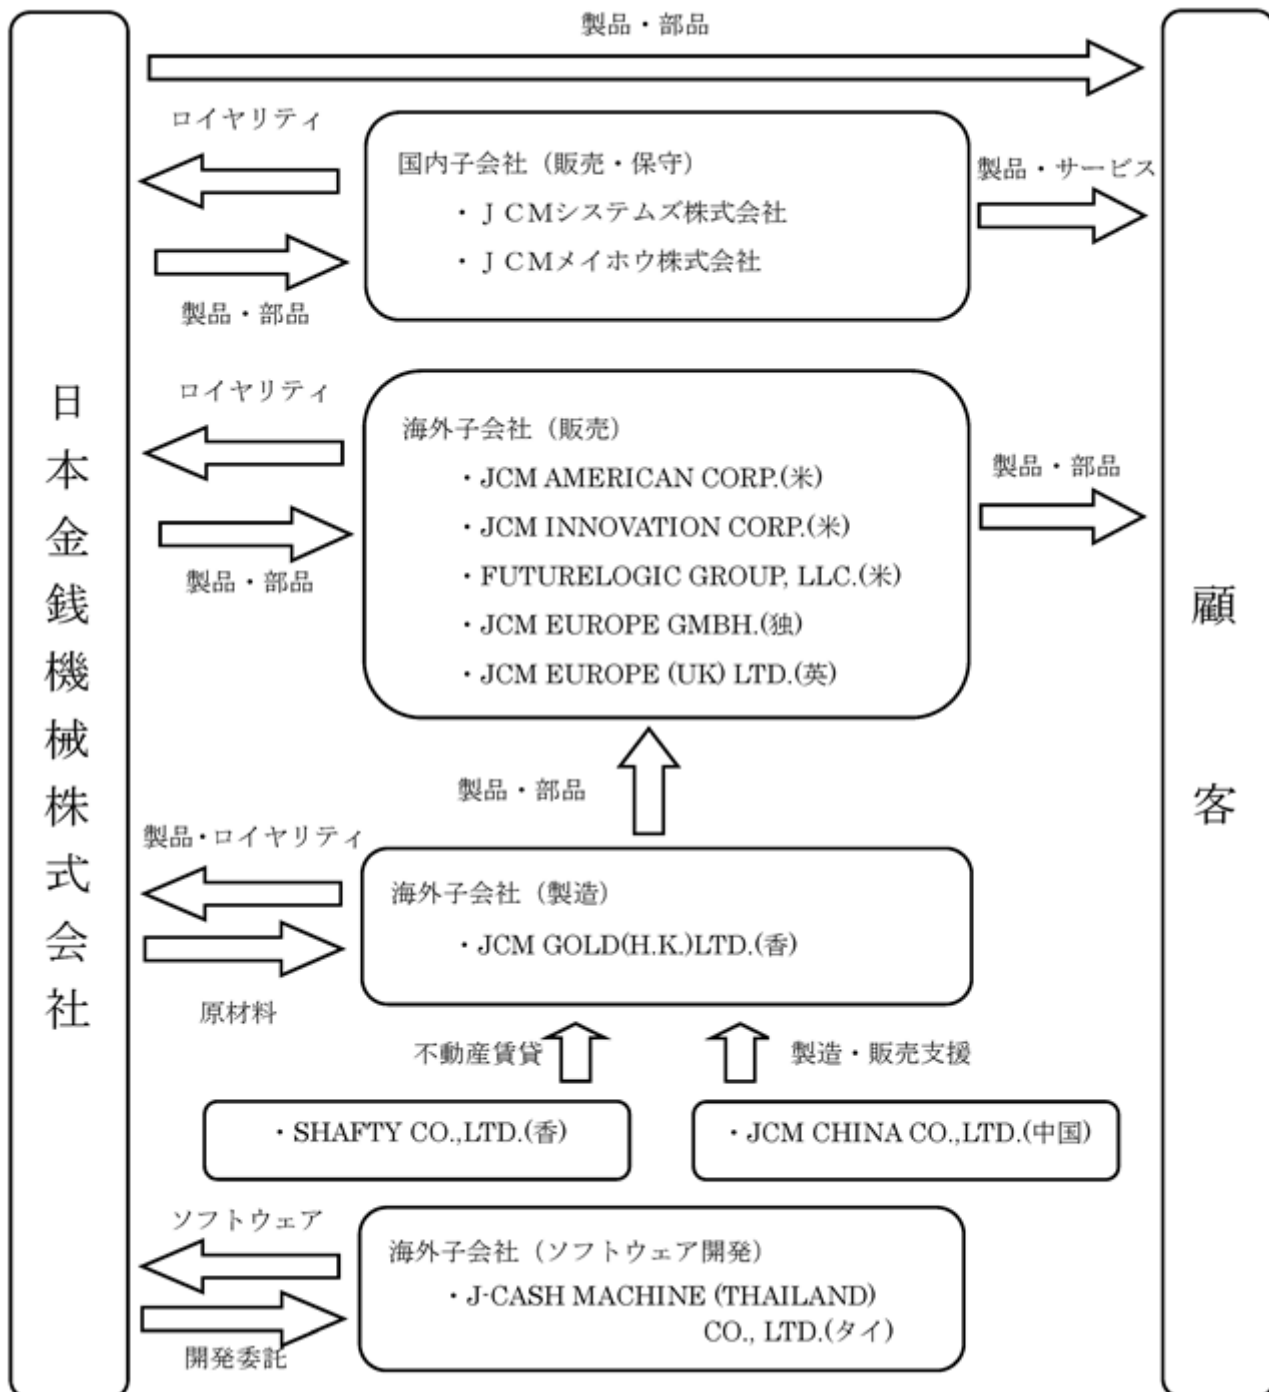 製品・部品
ロイヤリティ
国内子会社（販売・保守）
・ＪＣＭシステムズ株式会社
・ＪＣＭメイホウ株式会社
製品・サービス
製品・部品
日本金銭機械株式会社
ロイヤリティ
海外子会社（販売）
・JCM AMERICAN CORP.(米)
・JCM INNOVATION CORP.(米)
・FUTURELOGIC GROUP, LLC.(米)
・JCM EUROPE GMBH.(独)
・JCM EUROPE (UK) LTD.(英)
製品・部品
製品・部品
顧客
製品・部品
製品・ロイヤリティ
海外子会社（製造）
・JCM GOLD(H.K.)LTD.(香)
原材料
不動産賃貸
製造・販売支援
・SHAFTY CO.,LTD.(香)
・JCM CHINA CO.,LTD.(中国)
ソフトウェア
海外子会社（ソフトウェア開発）
・J-CASH MACHINE (THAILAND)
CO., LTD.(タイ)
開発委託